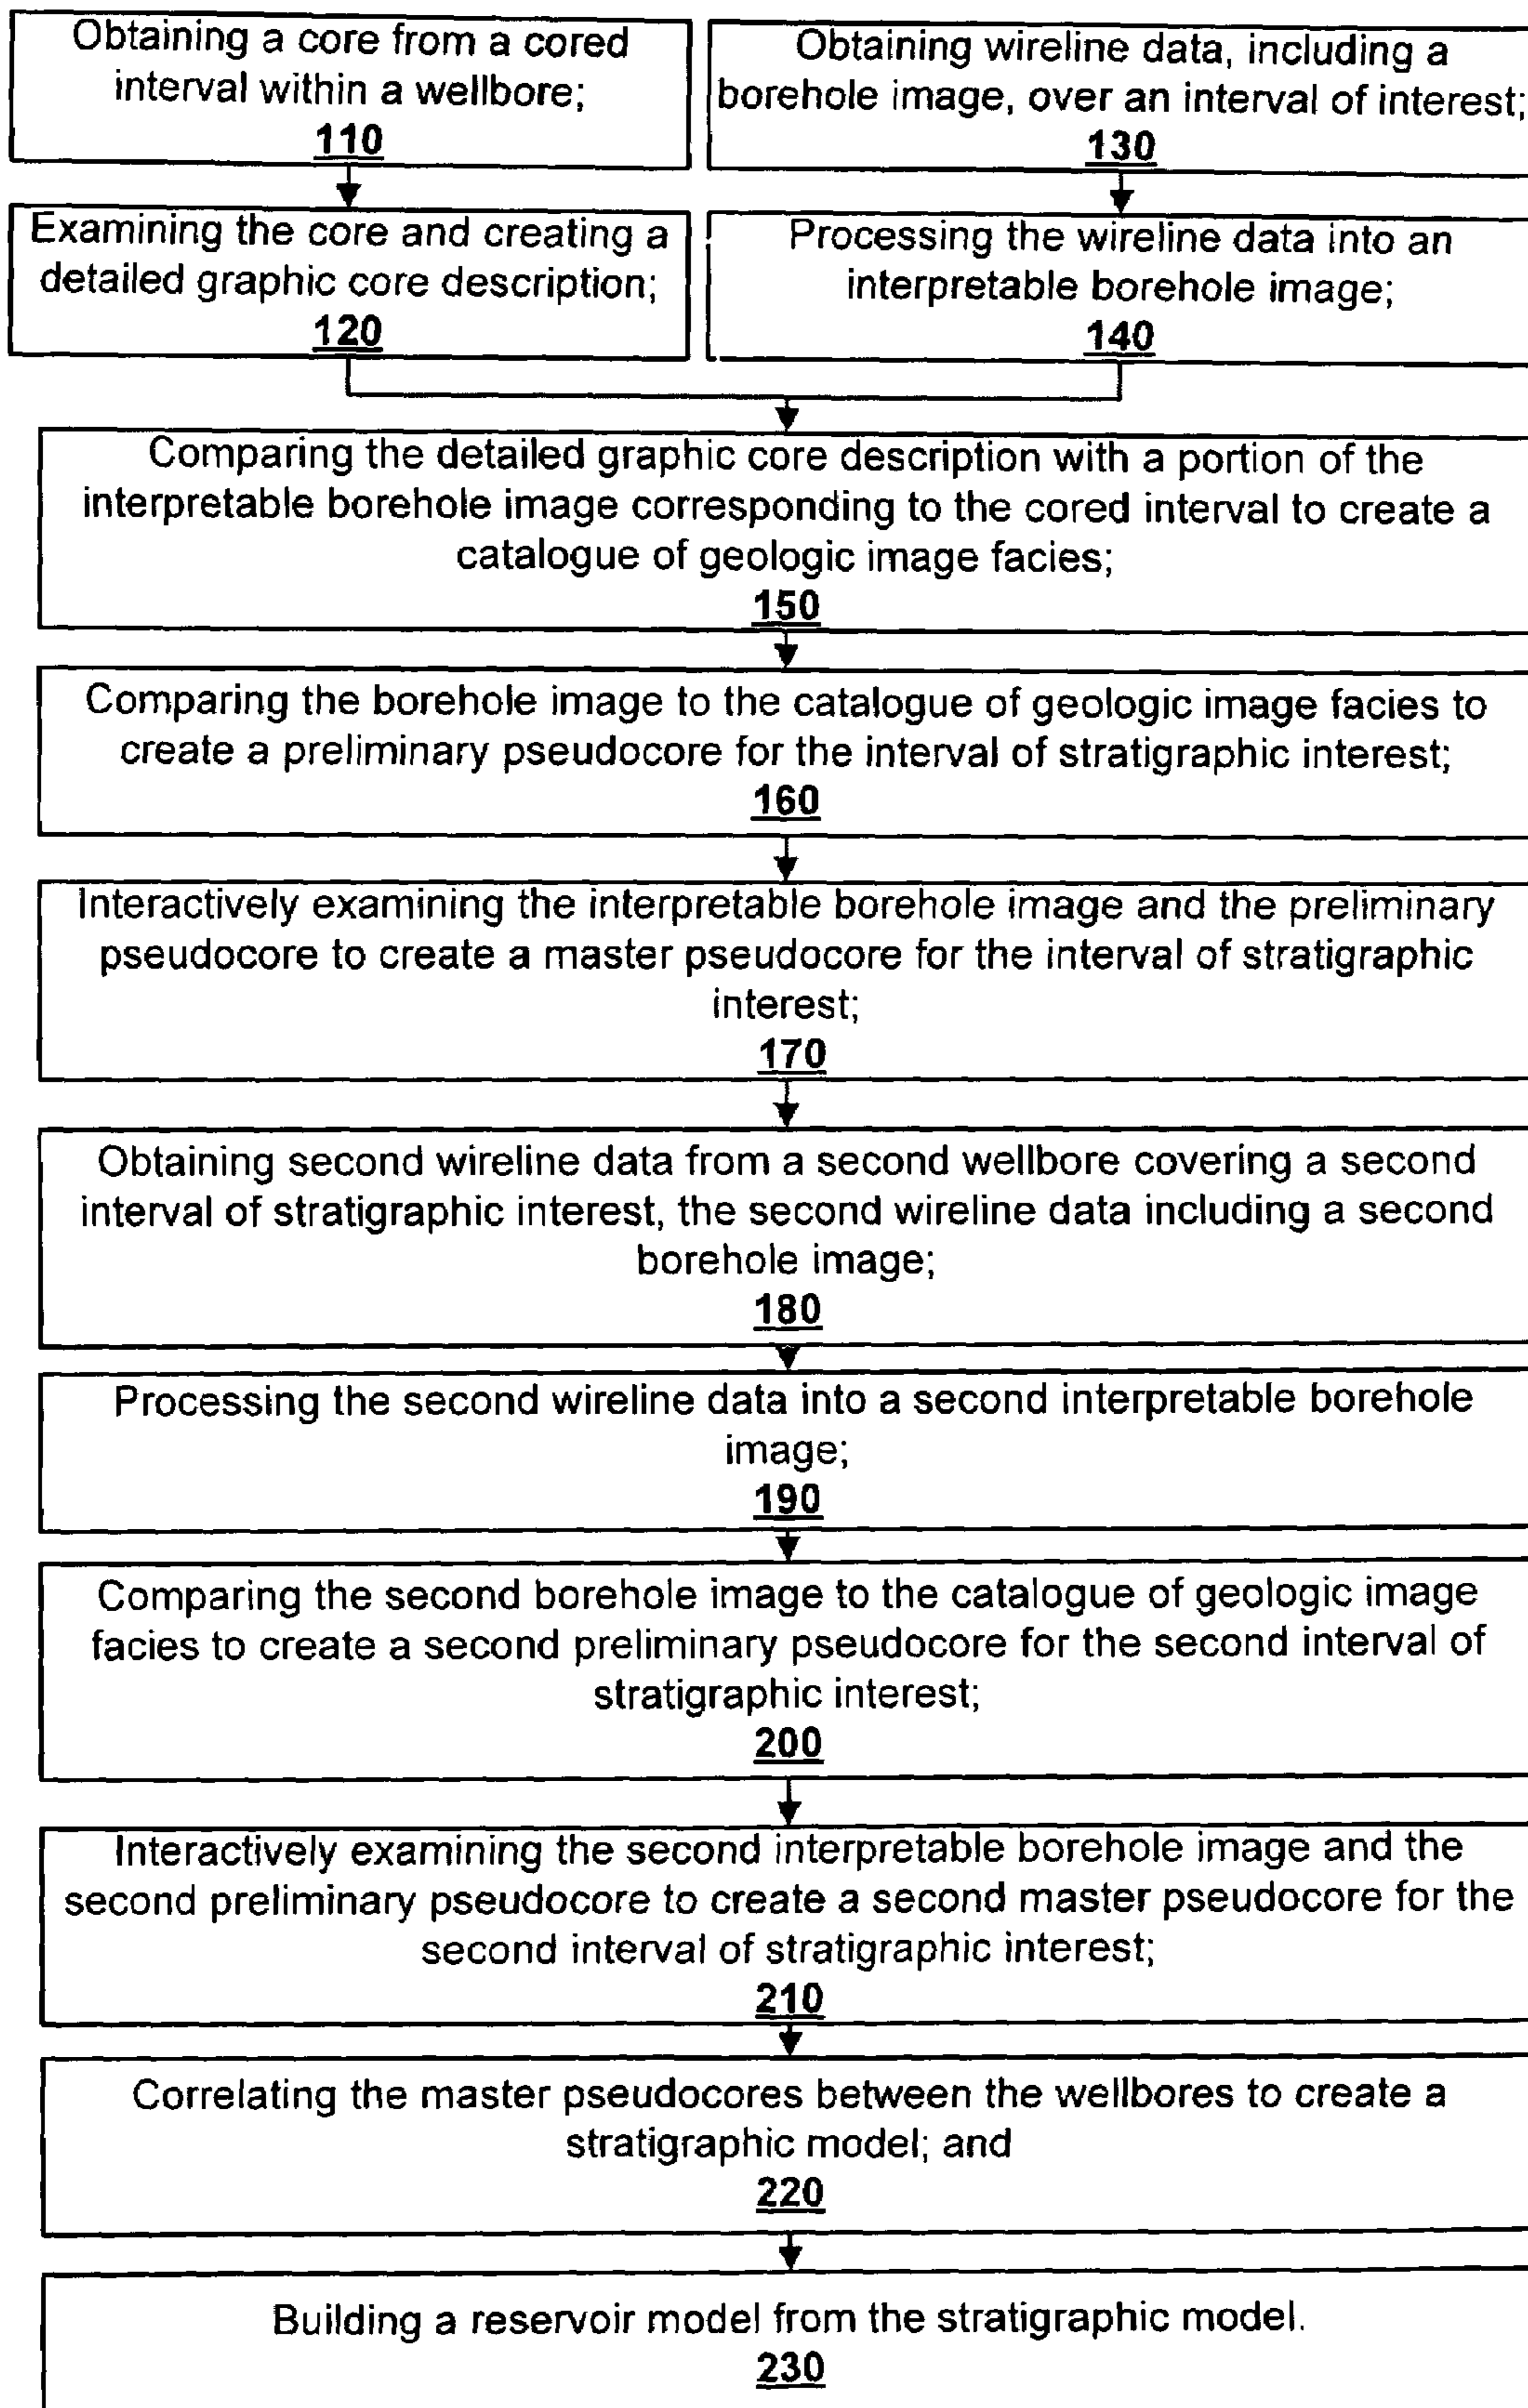 Obtaining a core from a cored
interval within a wellbore;
110
Obtaining wireline data, including a
borehole image, over an interval of interest;
130
Examining the core and creating a
detailed graphic core description;
120
Processing the wireline data into an
interpretable borehole image;
140
Comparing the detailed graphic core description with a portion of the
interpretable borehole image corresponding to the cored interval to create a
catalogue of geologic image facies;
150
Comparing the borehole image to the catalogue of geologic image facies to
create a preliminary pseudocore for the interval of stratigraphic interest;
160
Interactively examining the interpretable borehole image and the preliminary
pseudocore to create a master pseudocore for the interval of stratigraphic
interest;
170
Obtaining second wireline data from a second wellbore covering a second
interval of stratigraphic interest, the second wireline data including a second
borehole image;
180
Processing the second wireline data into a second interpretable borehole
image;
190
Comparing the second borehole image to the catalogue of geologic image
facies to create a second preliminary pseudocore for the second interval of
stratigraphic interest;
200
Interactively examining the second interpretable borehole image and the
second preliminary pseudocore to create a second master pseudocore for the
second interval of stratigraphic interest;
210
Correlating the master pseudocores between the wellbores to create a
stratigraphic model; and
220
Building a reservoir model from the stratigraphic model.
230